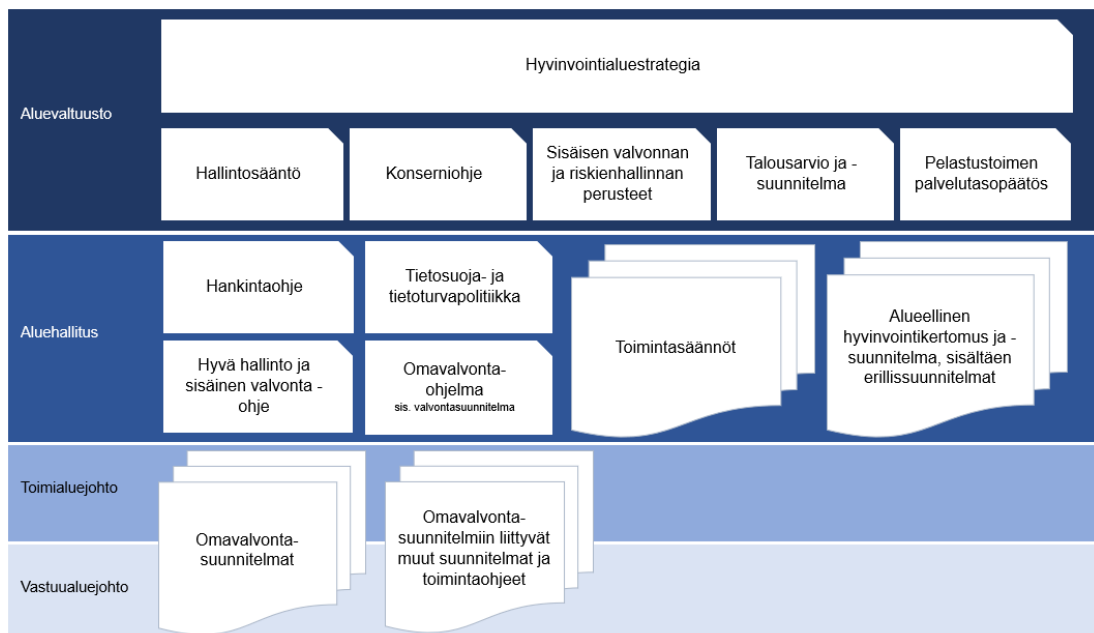 Hyvinvointialuestrategia
Aluevaltuusto
Hallintosääntö
Konserniohje
Sisäisen valvonnan
ja riskienhallinnan
perusteet
Talousarvio ja -
suunnitelma
Pelastustoimen
palvelutasopäätös
Aluehallitus
Hankintaohje
Tietosuoja- ja
tietoturvapolitiikka
Hyvä hallinto ja
sisäinen valvonta -
ohje
Omavalvonta-
ohjelma
sis. valvontasuunnitelma
Toimintasäännöt
Alueellinen
hyvinvointikertomus ja -
suunnitelma, sisältäen
erillissuunnitelmat
Toimialuejohto
Vastuualuejohto
Omavalvonta-
suunnitelmat
Omavalvonta-
suunnitelmiin liittyvät
muut suunnitelmat ja
toimintaohjeet